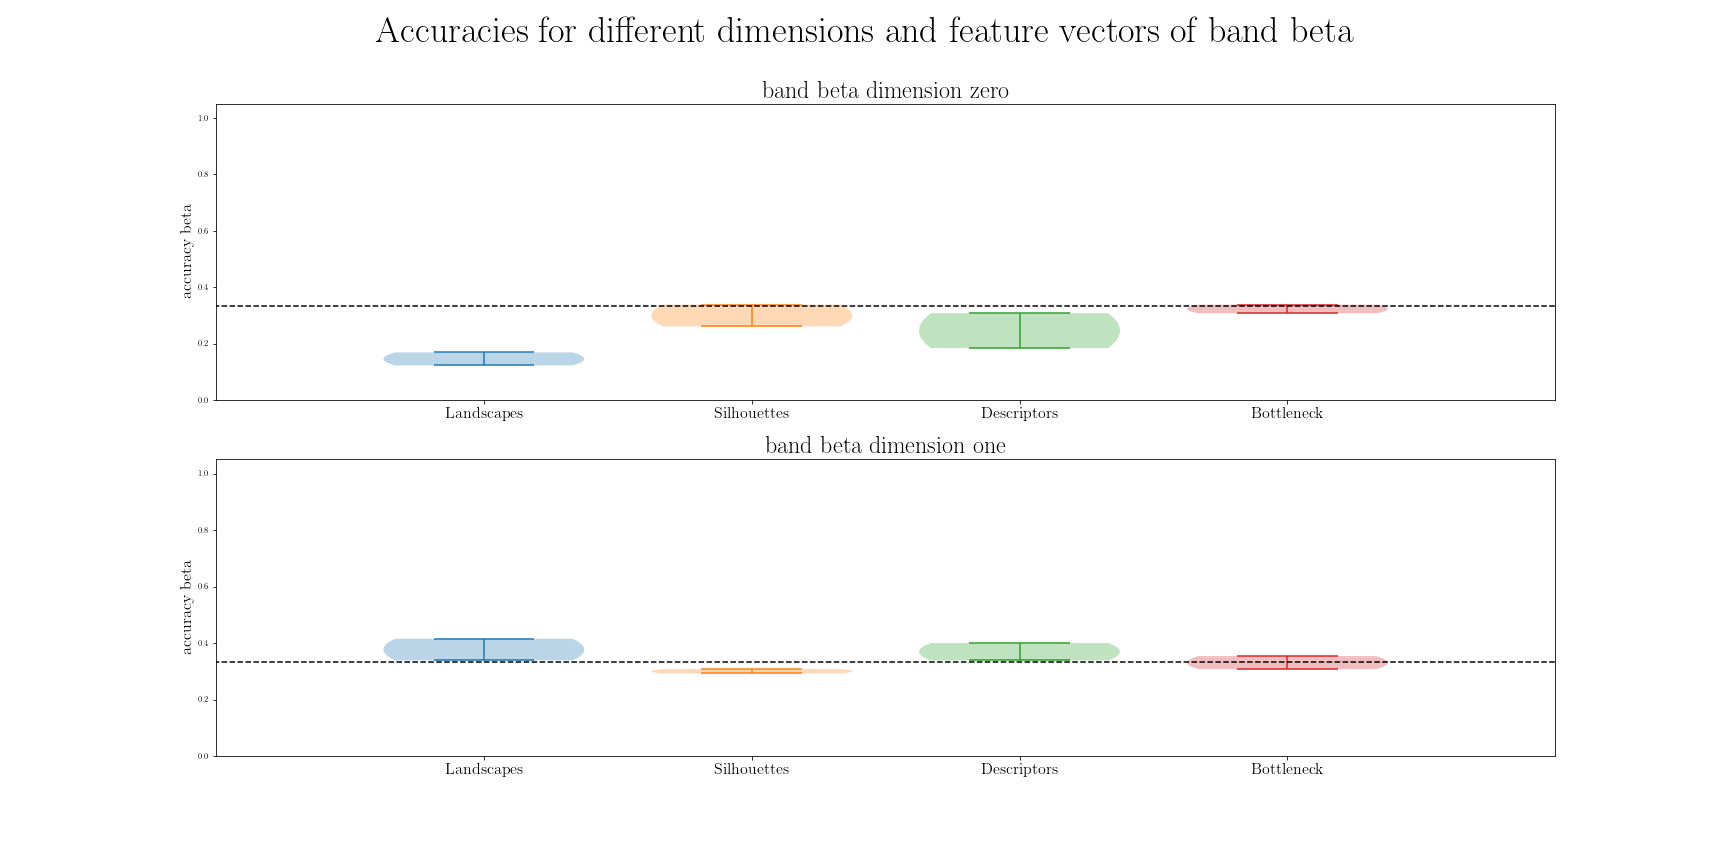 Accuracies for different dimensions and feature vectors of band beta
band beta dimension zero
1.0
0.8
0.6
0.4
0.2
0.0
accuracy beta
Landscapes Silhouettes Descriptors Bottleneck
band beta dimension one
1.0
0.8
0.6
0.4
0.2
0.0
accuracy beta
Landscapes Silhouettes Descriptors Bottleneck